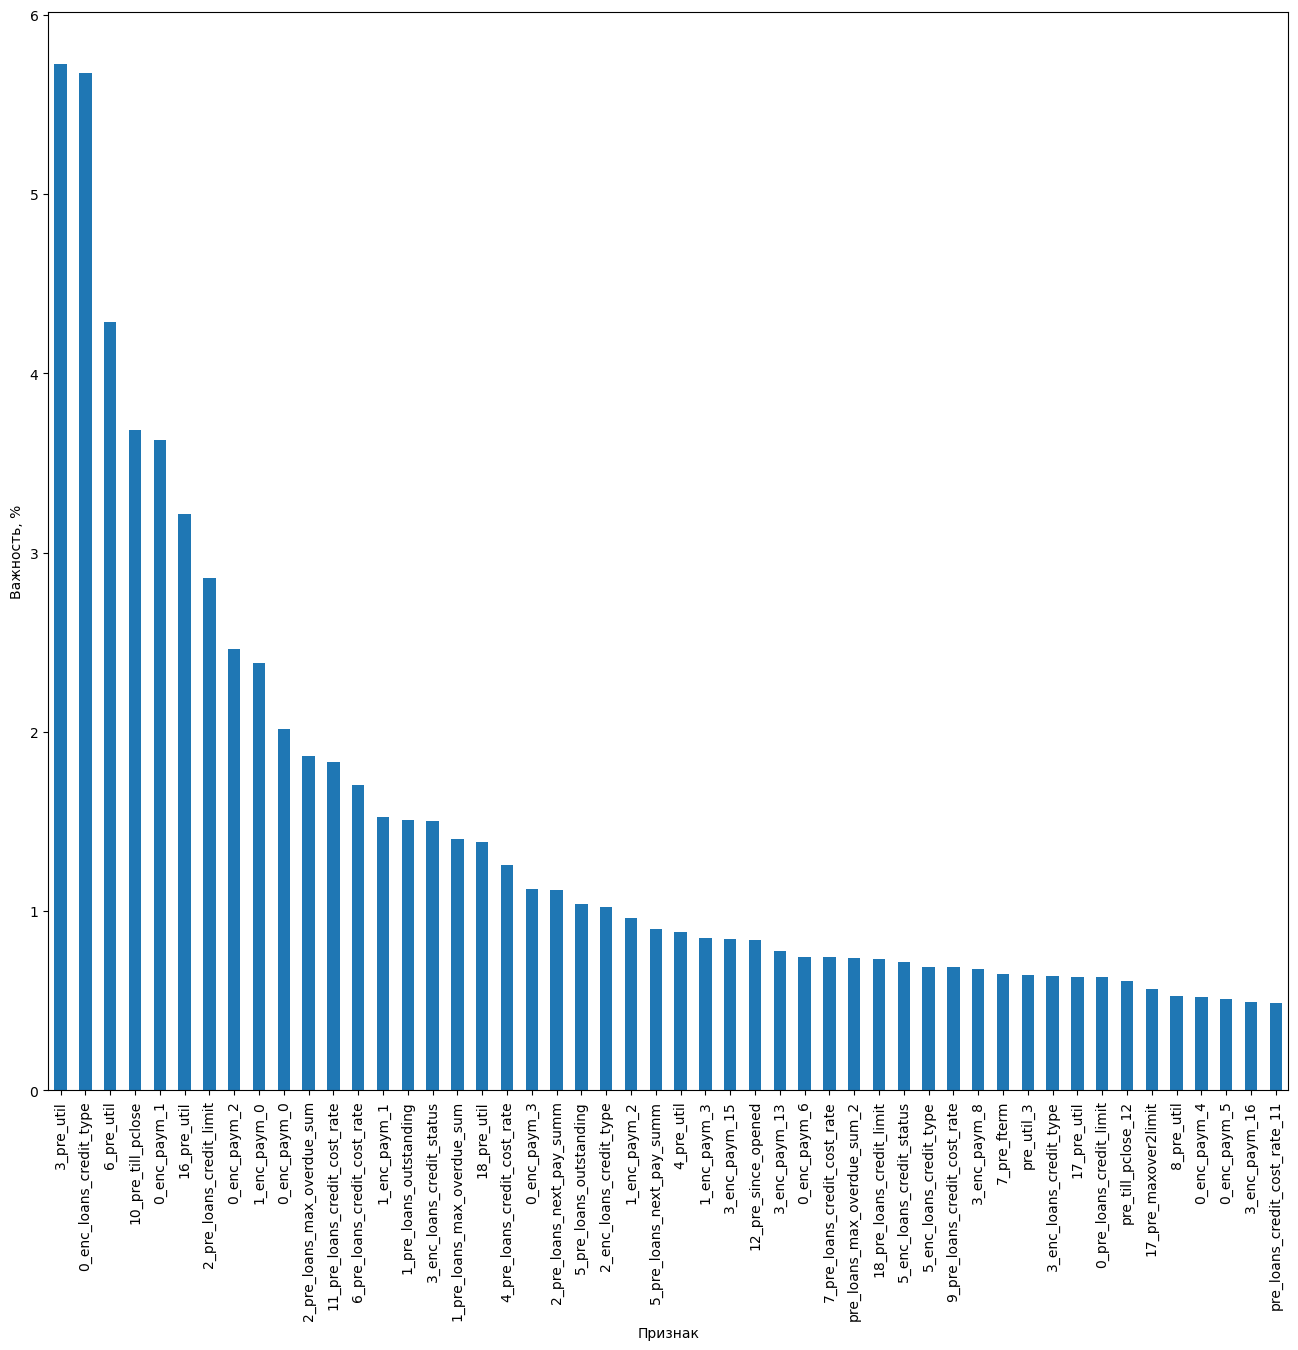 6
5
4
3
2
1
0
Важность, %
3_pre_util
0_enc_loans_credit_type
6_pre_util
10_pre_till_pclose
0_enc_paym_1
16_pre_util
2_pre_loans_credit_limit
0_enc_paym_2
1_enc_paym_0
0_enc_paym_0
2_pre_loans_max_overdue_sum
11_pre_loans_credit_cost_rate
6_pre_loans_credit_cost_rate
1_enc_paym_1
1_pre_loans_outstanding
3_enc_loans_credit_status
1_pre_loans_max_overdue_sum
18_pre_util
4_pre_loans_credit_cost_rate
0_enc_paym_3
2_pre_loans_next_pay_summ
5_pre_loans_outstanding
2_enc_loans_credit_type
1_enc_paym_2
5_pre_loans_next_pay_summ
4_pre_util
1_enc_paym_3
3_enc_paym_15
12_pre_since_opened
3_enc_paym_13
0_enc_paym_6
7_pre_loans_credit_cost_rate
pre_loans_max_overdue_sum_2
18_pre_loans_credit_limit
5_enc_loans_credit_status
5_enc_loans_credit_type
9_pre_loans_credit_cost_rate
3_enc_paym_8
7_pre_fterm
pre_util_3
3_enc_loans_credit_type
17_pre_util
0_pre_loans_credit_limit
pre_till_pclose_12
17_pre_maxover2limit
8_pre_util
0_enc_paym_4
0_enc_paym_5
3_enc_paym_16
pre_loans_credit_cost_rate_11
Признак